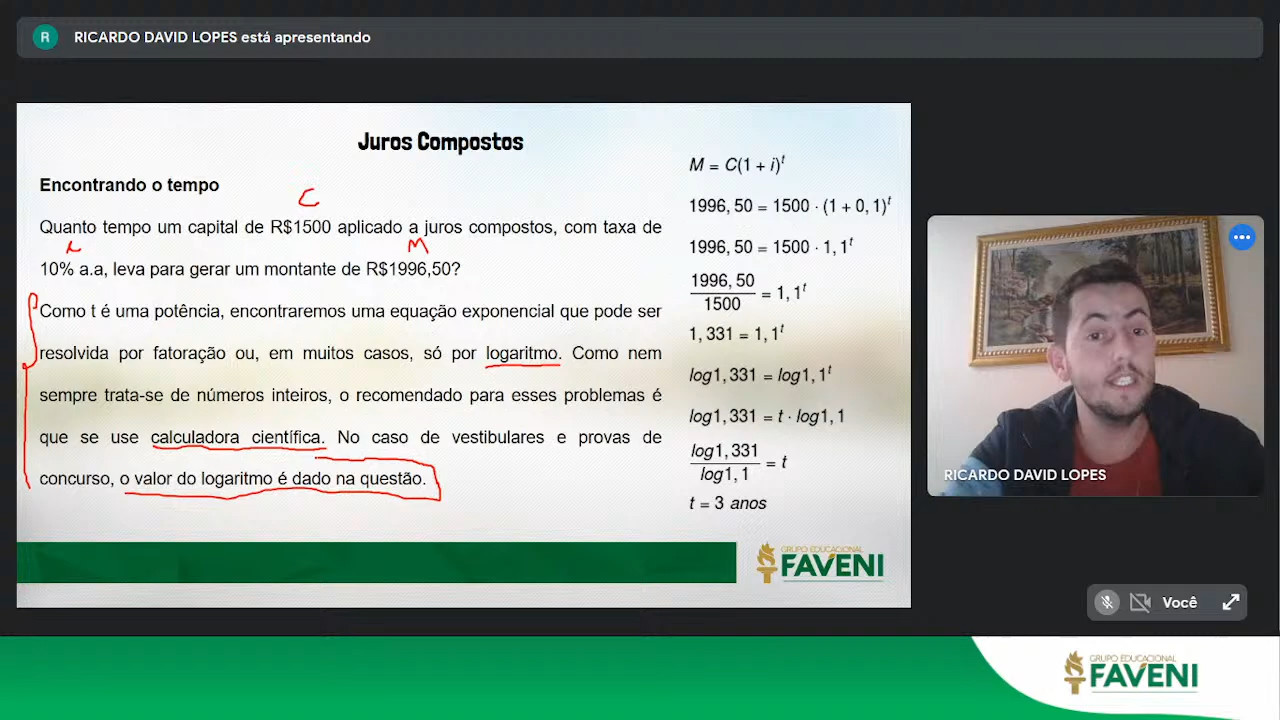 R
RICARDO DAVID LOPES está apresentando
Juros Compostos
Encontrando o tempo
C
Quanto tempo um capital de R$1500 aplicado a juros compostos, com taxa de
i M
10% a.a, leva para gerar um montante de R$1996,50?
Como t é uma potência, encontraremos uma equação exponencial que pode ser
resolvida por fatoração ou, em muitos casos, só por logaritmo. Como nem
sempre trata-se de números inteiros, o recomendado para esses problemas é
que se use calculadora científica. No caso de vestibulares e provas de
concurso, o valor do logaritmo é dado na questão.
M = C(1 + i)^t
1996, 50 = 1500 · (1 + 0, 1)^t
1996, 50 = 1500 · 1, 1^t
1996, 50 / 1500 = 1, 1^t
1, 331 = 1, 1^t
log1, 331 = log1, 1^t
log1, 331 = t · log1, 1
log1, 331 / log1, 1 = t
t = 3 anos
GRUPO EDUCACIONAL
FAVENI
RICARDO DAVID LOPES
Você
GRUPO EDUCACIONAL
FAVENI